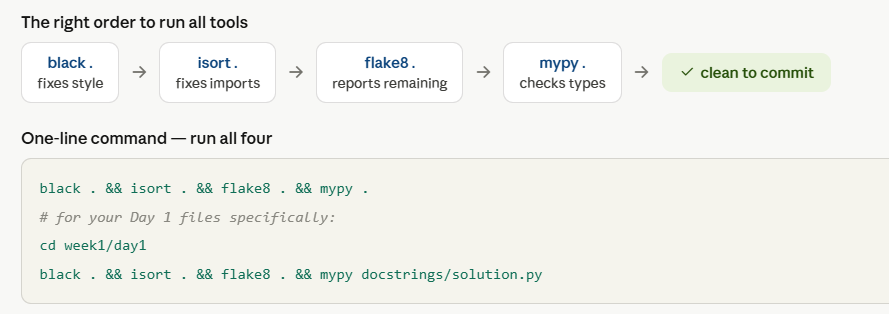 The right order to run all tools
black . → isort . → flake8 . → mypy . → ✓ clean to commit
fixes style fixes imports reports remaining checks types
One-line command — run all four
black . && isort . && flake8 . && mypy .
# for your Day 1 files specifically:
cd week1/day1
black . && isort . && flake8 . && mypy docstrings/solution.py